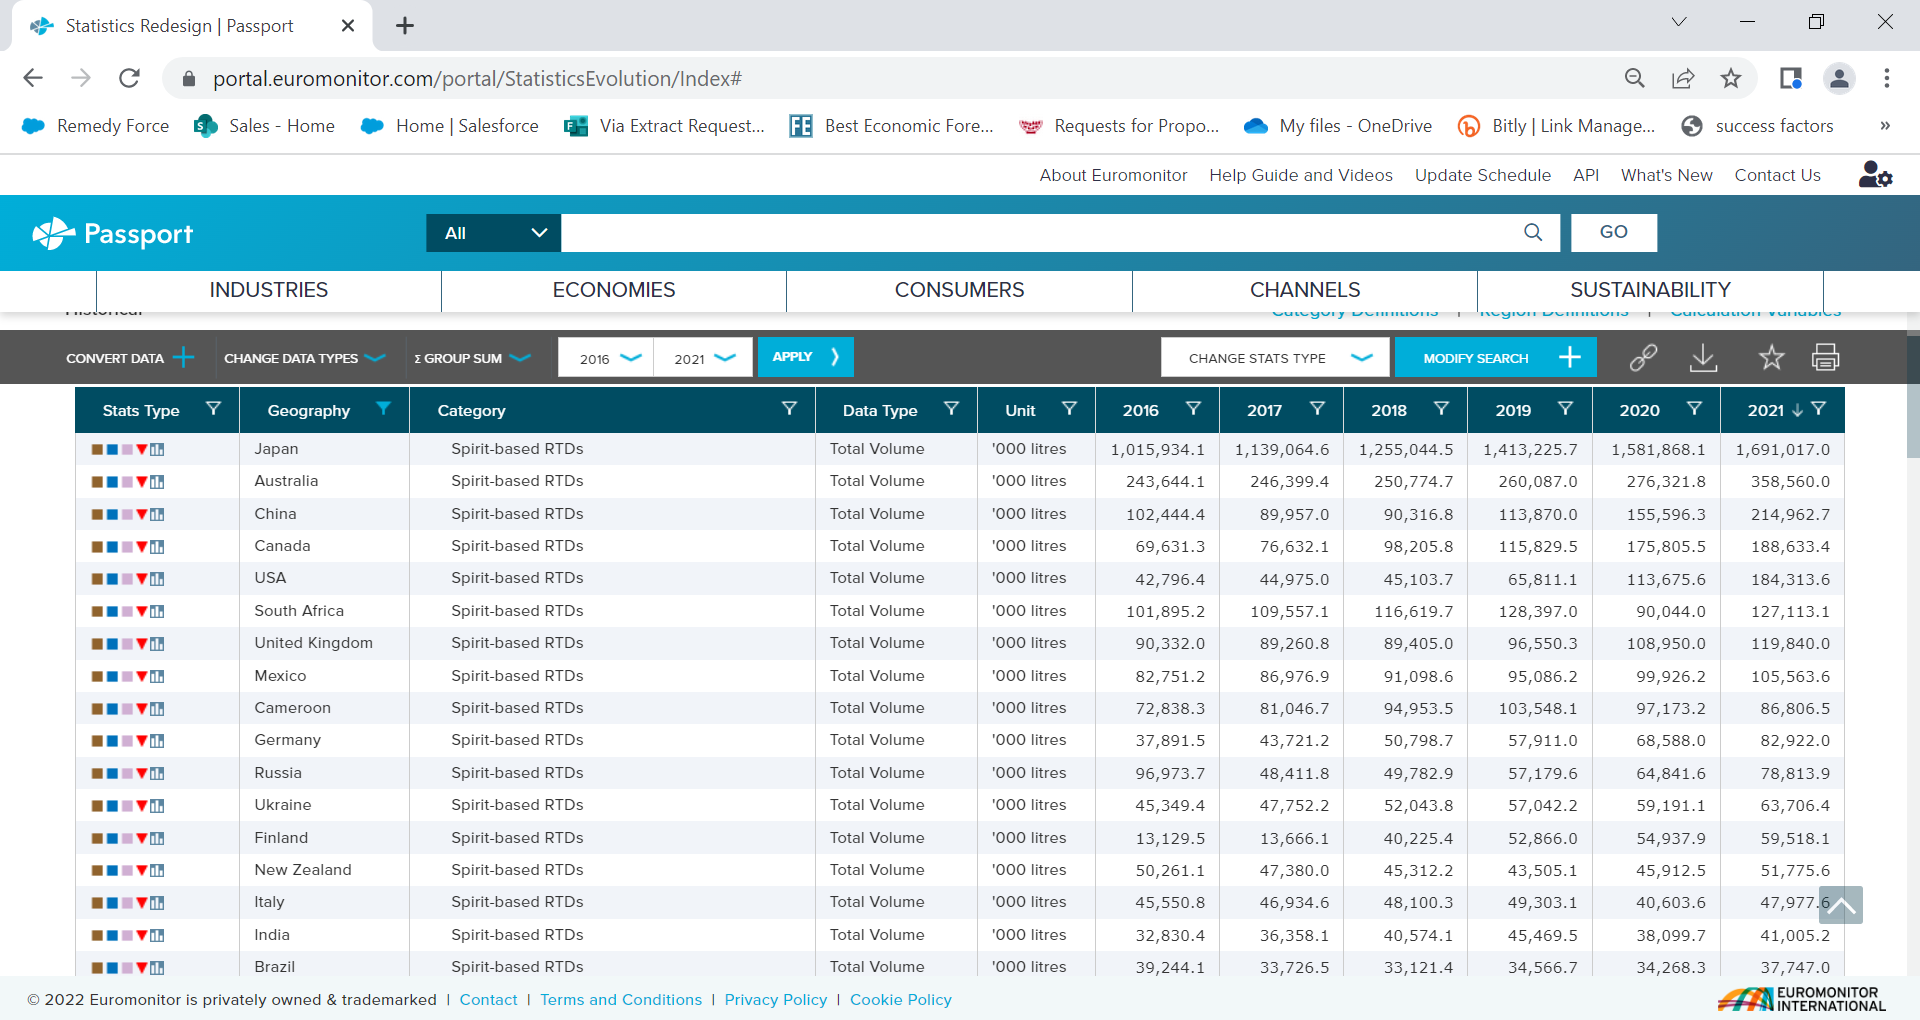 Statistics Redesign | Passport
portal.euromonitor.com/portal/StatisticsEvolution/Index#
Remedy Force Sales - Home Home | Salesforce Via Extract Request... FE Best Economic Fore... Requests for Propo... My files - OneDrive Bitly | Link Manage... success factors »
About Euromonitor Help Guide and Videos Update Schedule API What's New Contact Us
Passport All GO
INDUSTRIES ECONOMIES CONSUMERS CHANNELS SUSTAINABILITY
Historical Category Definitions | Region Definitions | Calculation Variables
CONVERT DATA CHANGE DATA TYPES Σ GROUP SUM 2016 2021 APPLY CHANGE STATS TYPE MODIFY SEARCH
Stats Type Geography Category Data Type Unit 2016 2017 2018 2019 2020 2021
Japan Spirit-based RTDs Total Volume '000 litres 1,015,934.1 1,139,064.6 1,255,044.5 1,413,225.7 1,581,868.1 1,691,017.0
Australia Spirit-based RTDs Total Volume '000 litres 243,644.1 246,399.4 250,774.7 260,087.0 276,321.8 358,560.0
China Spirit-based RTDs Total Volume '000 litres 102,444.4 89,957.0 90,316.8 113,870.0 155,596.3 214,962.7
Canada Spirit-based RTDs Total Volume '000 litres 69,631.3 76,632.1 98,205.8 115,829.5 175,805.5 188,633.4
USA Spirit-based RTDs Total Volume '000 litres 42,796.4 44,975.0 45,103.7 65,811.1 113,675.6 184,313.6
South Africa Spirit-based RTDs Total Volume '000 litres 101,895.2 109,557.1 116,619.7 128,397.0 90,044.0 127,113.1
United Kingdom Spirit-based RTDs Total Volume '000 litres 90,332.0 89,260.8 89,405.0 96,550.3 108,950.0 119,840.0
Mexico Spirit-based RTDs Total Volume '000 litres 82,751.2 86,976.9 91,098.6 95,086.2 99,926.2 105,563.6
Cameroon Spirit-based RTDs Total Volume '000 litres 72,838.3 81,046.7 94,953.5 103,548.1 97,173.2 86,806.5
Germany Spirit-based RTDs Total Volume '000 litres 37,891.5 43,721.2 50,798.7 57,911.0 68,588.0 82,922.0
Russia Spirit-based RTDs Total Volume '000 litres 96,973.7 48,411.8 49,782.9 57,179.6 64,841.6 78,813.9
Ukraine Spirit-based RTDs Total Volume '000 litres 45,349.4 47,752.2 52,043.8 57,042.2 59,191.1 63,706.4
Finland Spirit-based RTDs Total Volume '000 litres 13,129.5 13,666.1 40,225.4 52,866.0 54,937.9 59,518.1
New Zealand Spirit-based RTDs Total Volume '000 litres 50,261.1 47,380.0 45,312.2 43,505.1 45,912.5 51,775.6
Italy Spirit-based RTDs Total Volume '000 litres 45,550.8 46,934.6 48,100.3 49,303.1 40,603.6 47,977.6
India Spirit-based RTDs Total Volume '000 litres 32,830.4 36,358.1 40,574.1 45,469.5 38,099.7 41,005.2
Brazil Spirit-based RTDs Total Volume '000 litres 39,244.1 33,726.5 33,121.4 34,566.7 34,268.3 37,747.0
© 2022 Euromonitor is privately owned & trademarked | Contact | Terms and Conditions | Privacy Policy | Cookie Policy
EUROMONITOR
INTERNATIONAL